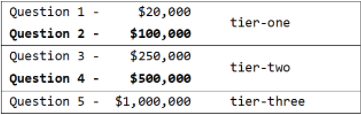 Question 1 - $20,000
tier-one
Question 2 - $100,000
Question 3 - $250,000
tier-two
Question 4 - $500,000
Question 5 - $1,000,000 tier-three